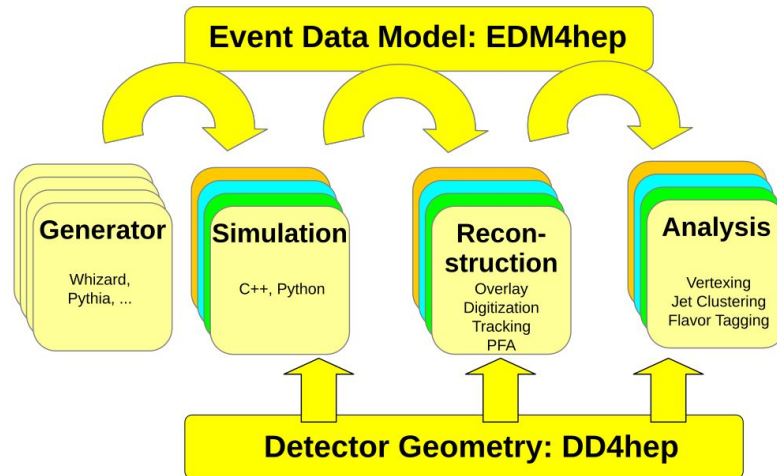 Event Data Model: EDM4hep
Generator
Whizard,
Pythia, ...
Simulation
C++, Python
Recon-
struction
Overlay
Digitization
Tracking
PFA
Analysis
Vertexing
Jet Clustering
Flavor Tagging
Detector Geometry: DD4hep